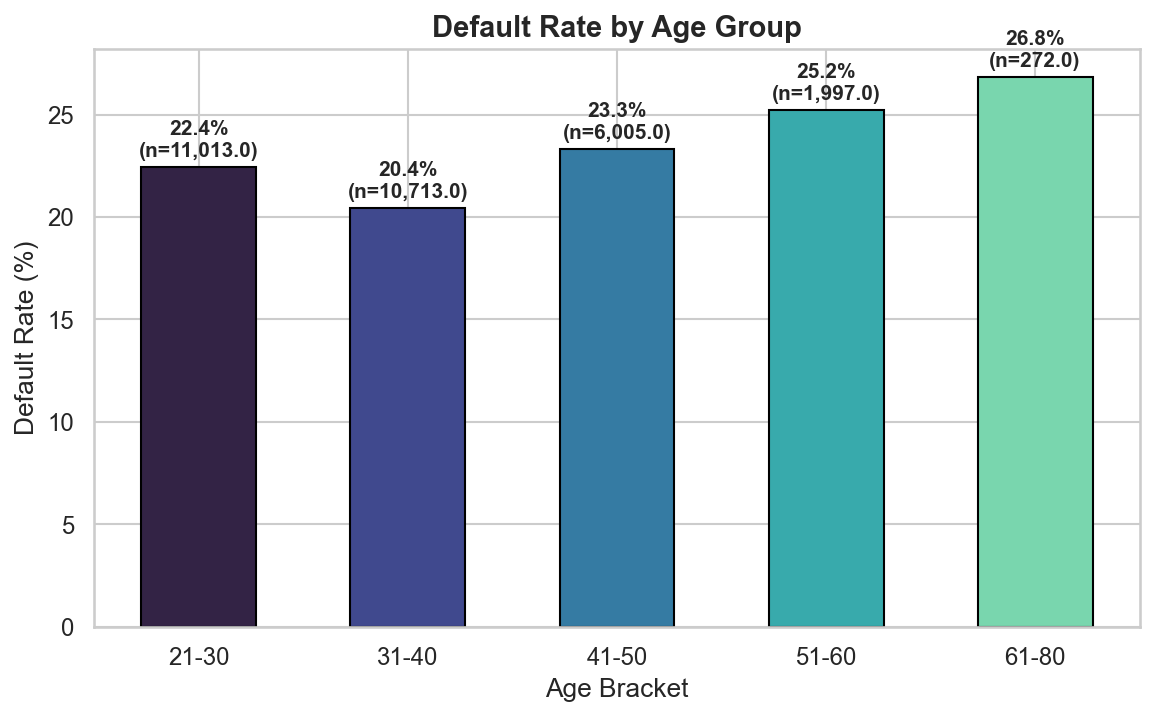 Default Rate by Age Group
26.8%
(n=272.0)
25.2%
(n=1,997.0)
23.3%
(n=6,005.0)
22.4%
(n=11,013.0)
20.4%
(n=10,713.0)
Default Rate (%)
25
20
15
10
5
0
21-30
31-40
41-50
51-60
61-80
Age Bracket